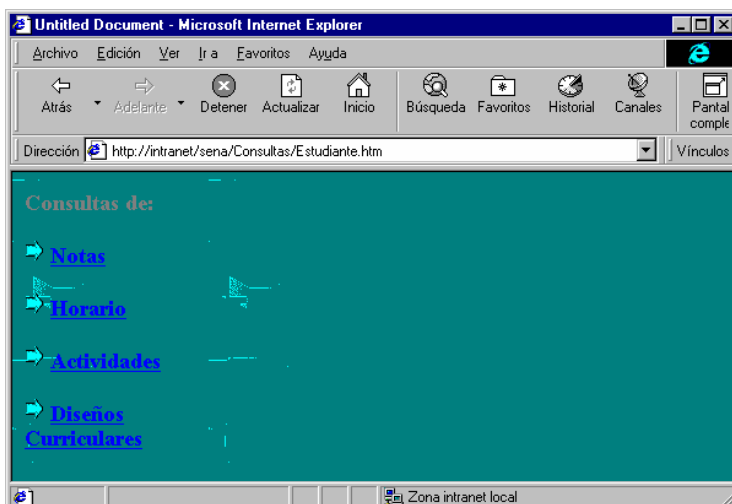 Untitled Document - Microsoft Internet Explorer
Archivo Edición Ver Ir a Favoritos Ayuda
Atrás Adelante Detener Actualizar Inicio Búsqueda Favoritos Historial Canales Pantal
comple
Dirección http://intranet/sena/Consultas/Estudiante.htm Vínculos
Consultas de:
Notas
Horario
Actividades
Diseños
Curriculares
Zona intranet local